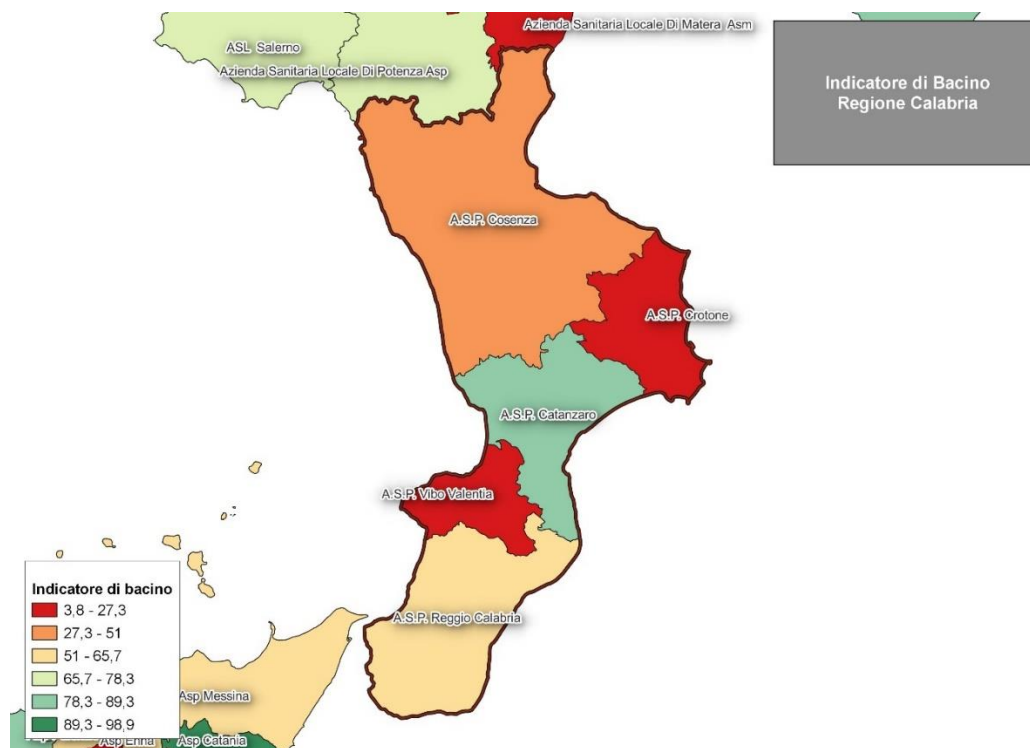 Azienda Sanitaria Locale Di Matera Asm
ASL Salerno
Azienda Sanitaria Locale Di Potenza Asp
Indicatore di Bacino
Regione Calabria
A.S.P. Cosenza
A.S.P. Crotone
A.S.P. Catanzaro
A.S.P. Vibo Valentia
A.S.P. Reggio Calabria
Indicatore di bacino
3,8 - 27,3
27,3 - 51
51 - 65,7
65,7 - 78,3
78,3 - 89,3
89,3 - 98,9
Asp Messina
Asp Enna
Asp Catania